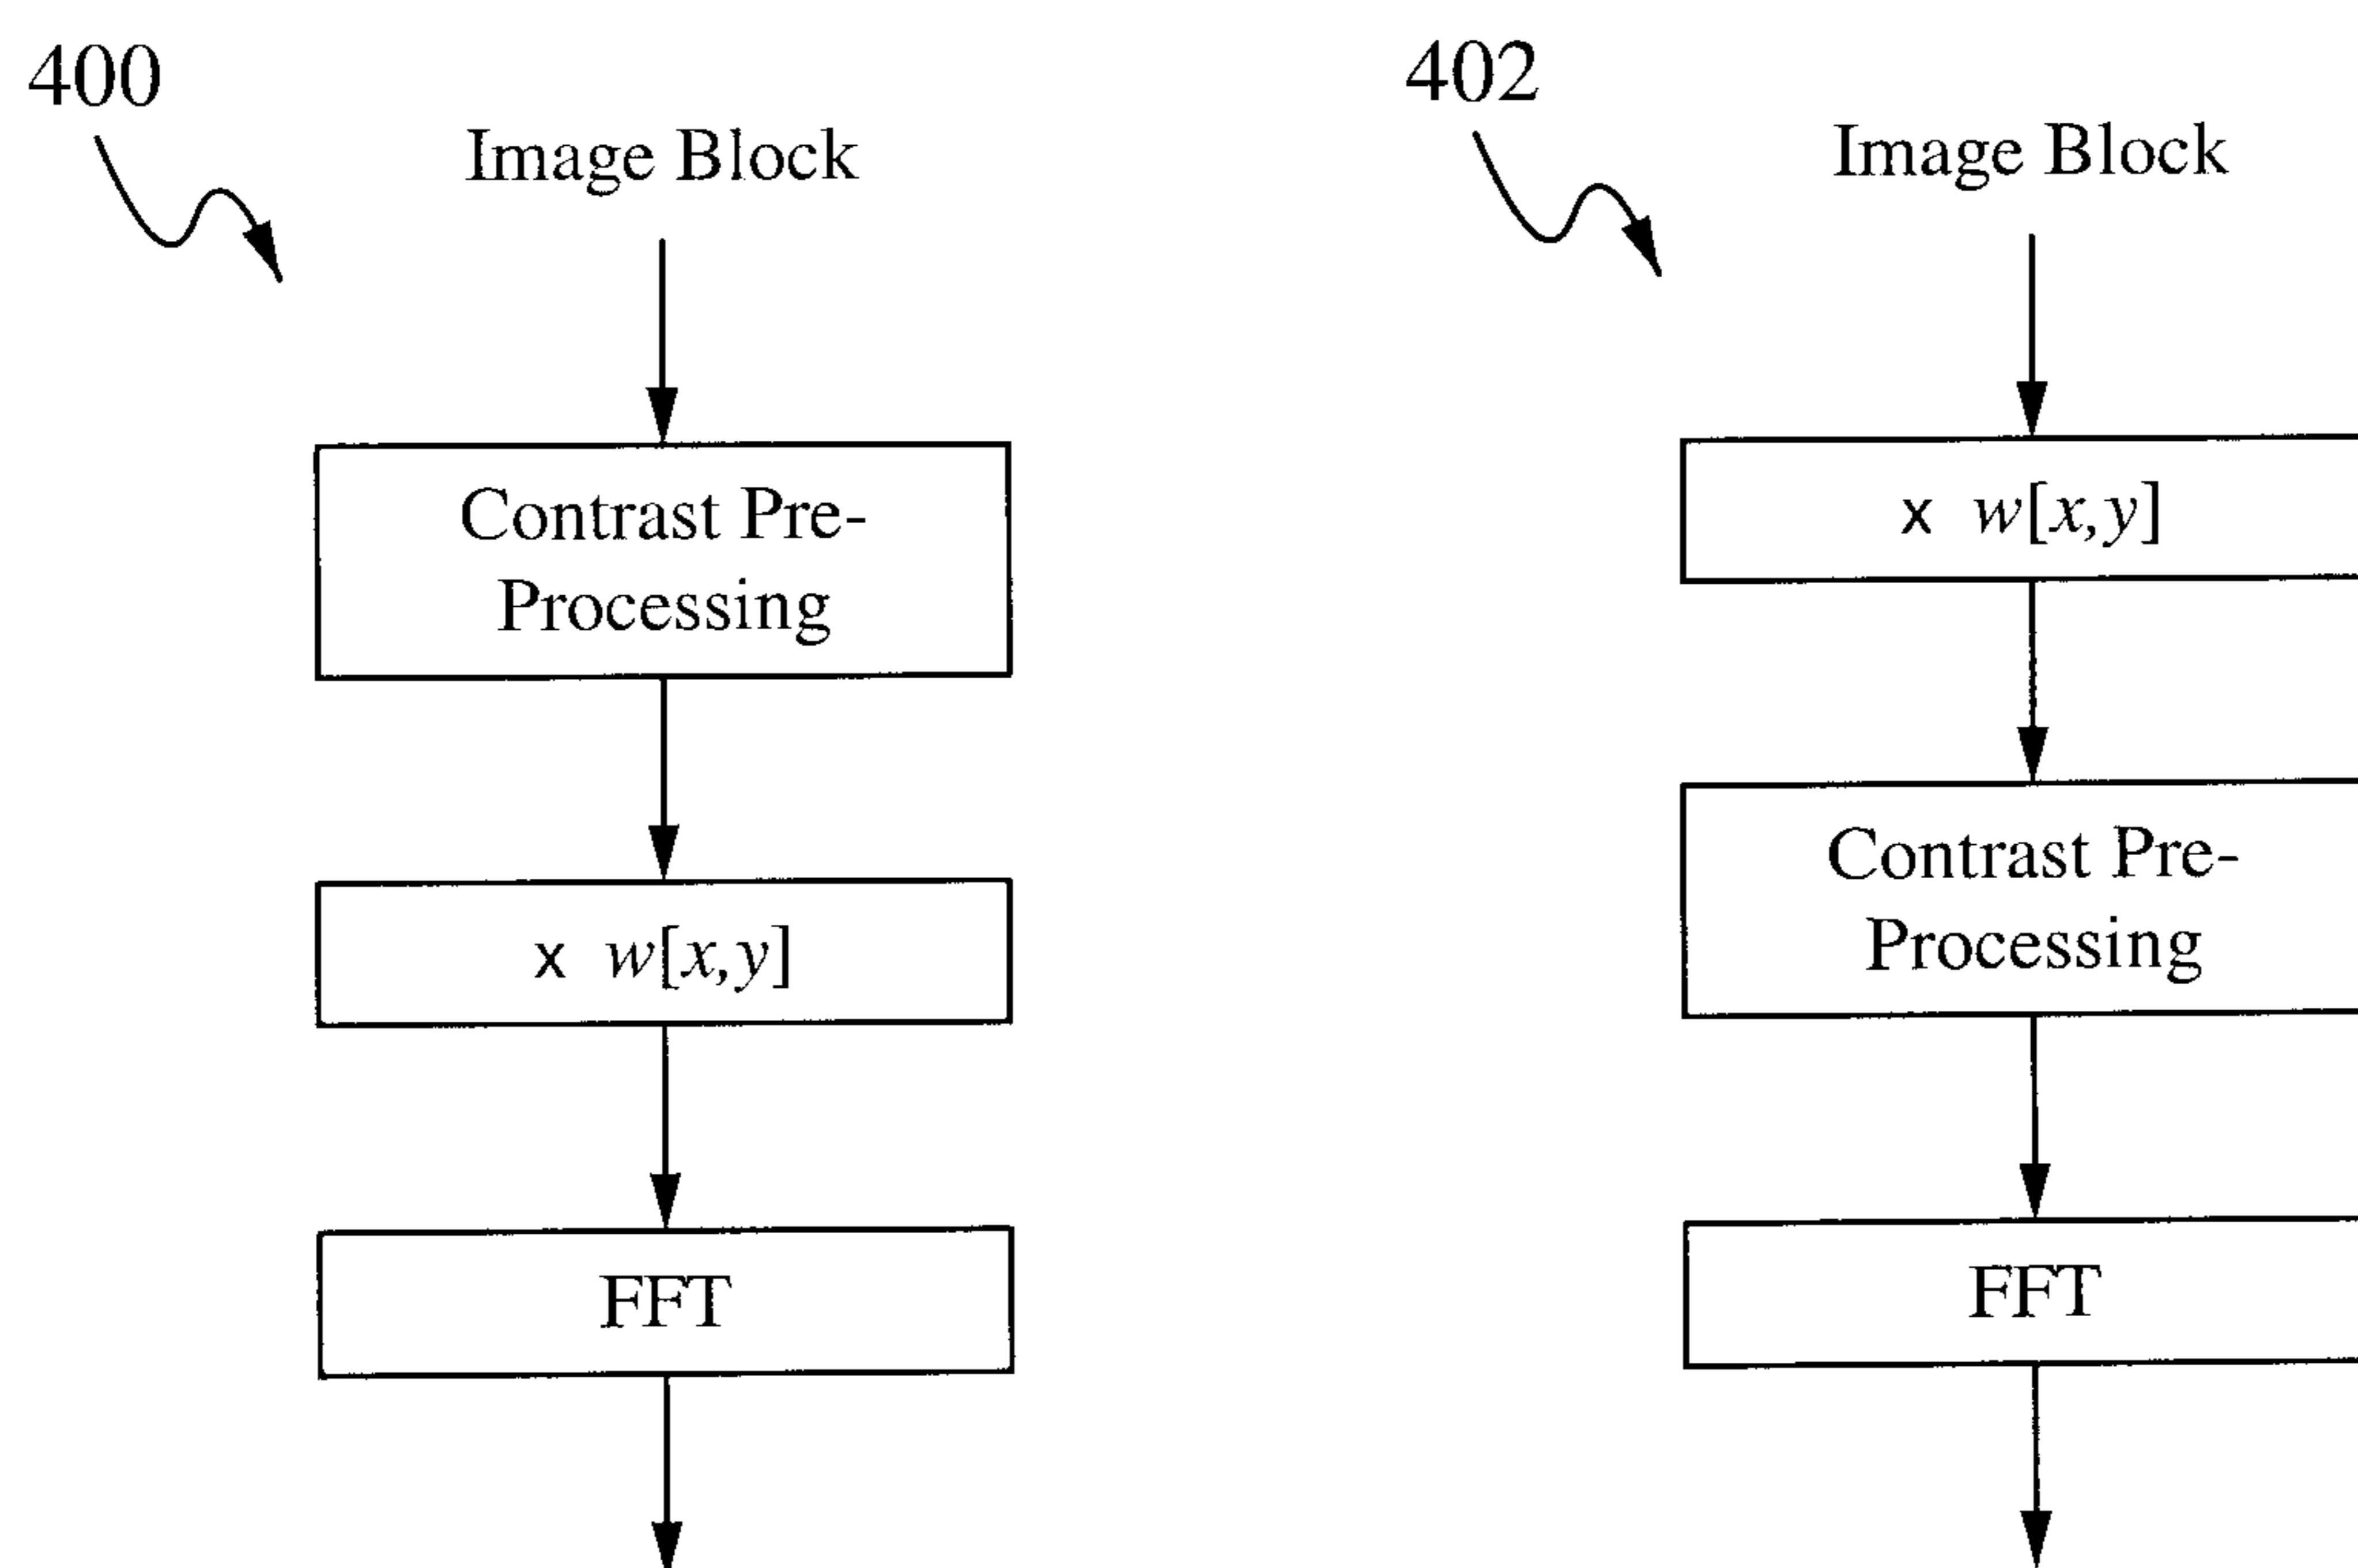 400
Image Block
Contrast Pre-
Processing
x w[x,y]
FFT
402
Image Block
x w[x,y]
Contrast Pre-
Processing
FFT